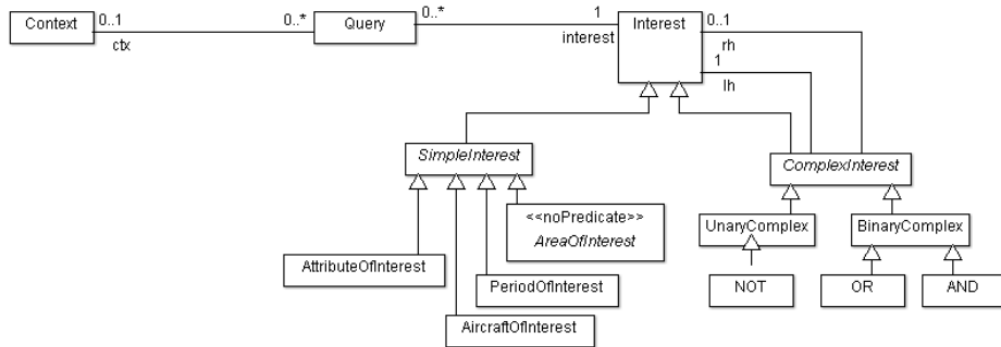 Context
0..1
ctx
0..*
Query
0..*
1
interest
Interest
0..1
rh
1
lh
SimpleInterest
ComplexInterest
<<noPredicate>>
AreaOfInterest
UnaryComplex
BinaryComplex
AttributeOfInterest
PeriodOfInterest
NOT
OR
AND
AircraftOfInterest